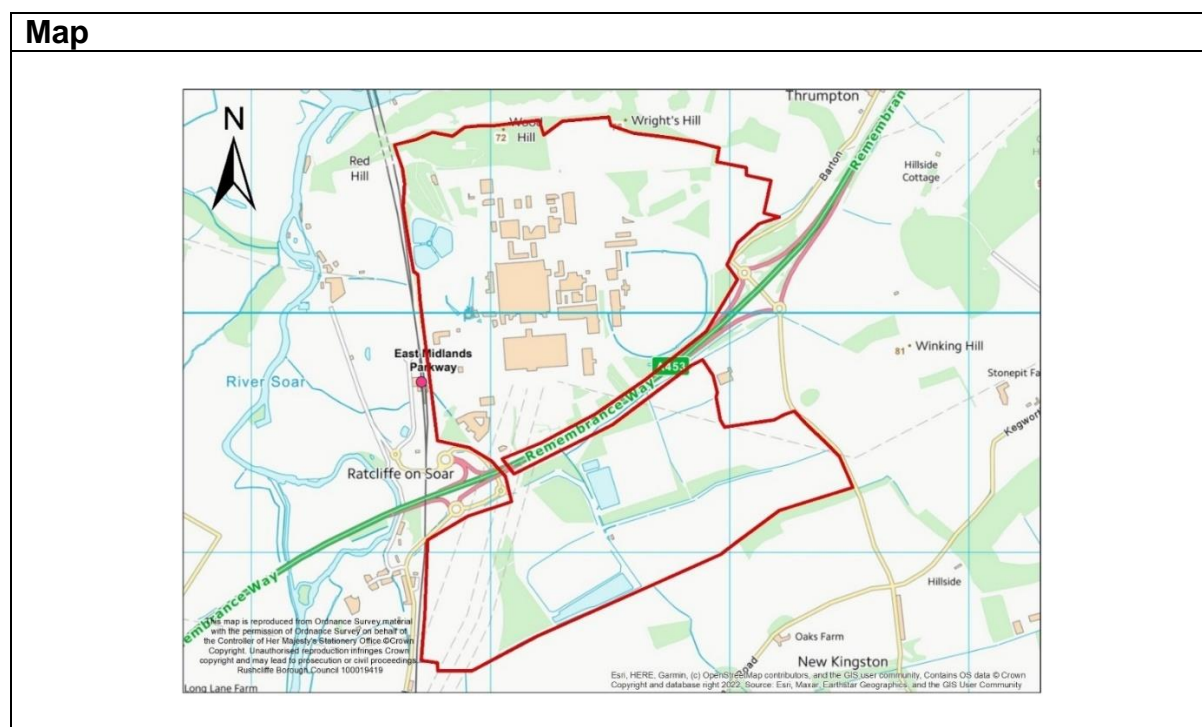 Map
N
Thrumpton
Wood
Hill
72
Wright's Hill
Red
Hill
Barton
Remembran
Hillside
Cottage
East Midlands
Parkway
A453
81
Winking Hill
Stonepit Fa
River Soar
Kegwort
Remembrance Way
Ratcliffe on Soar
embrance Way
Hillside
This map is reproduced from Ordnance Survey material
with the permission of Ordnance Survey on behalf of
the Controller of Her Majesty's Stationery Office ©Crown
Copyright. Unauthorised reproduction infringes Crown
copyright and may lead to prosecution or civil proceedings
Rushcliffe Borough Council 100019419
Oaks Farm
New Kingston
Road
Long Lane Farm
Esri, HERE, Garmin, (c) OpenStreetMap contributors, and the GIS user community, Contains OS data © Crown
Copyright and database right 2022, Source: Esri, Maxar, Earthstar Geographics, and the GIS User Community